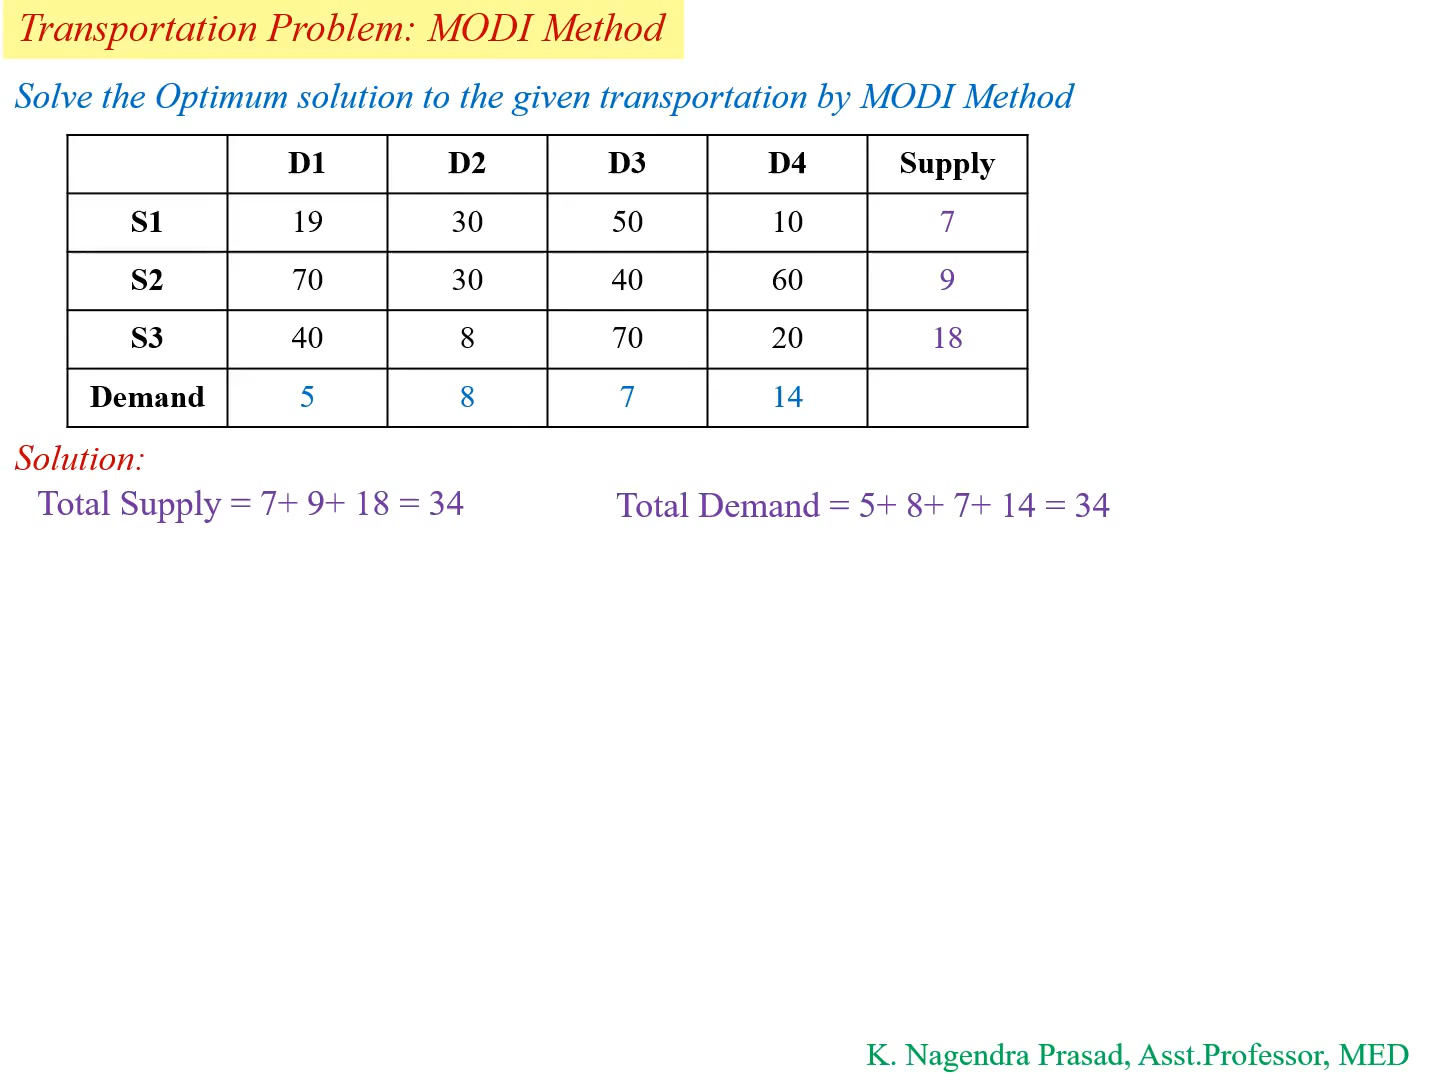 Transportation Problem: MODI Method
Solve the Optimum solution to the given transportation by MODI Method
D1 D2 D3 D4 Supply
S1 19 30 50 10 7
S2 70 30 40 60 9
S3 40 8 70 20 18
Demand 5 8 7 14
Solution:
Total Supply = 7+ 9+ 18 = 34 Total Demand = 5+ 8+ 7+ 14 = 34
K. Nagendra Prasad, Asst.Professor, MED